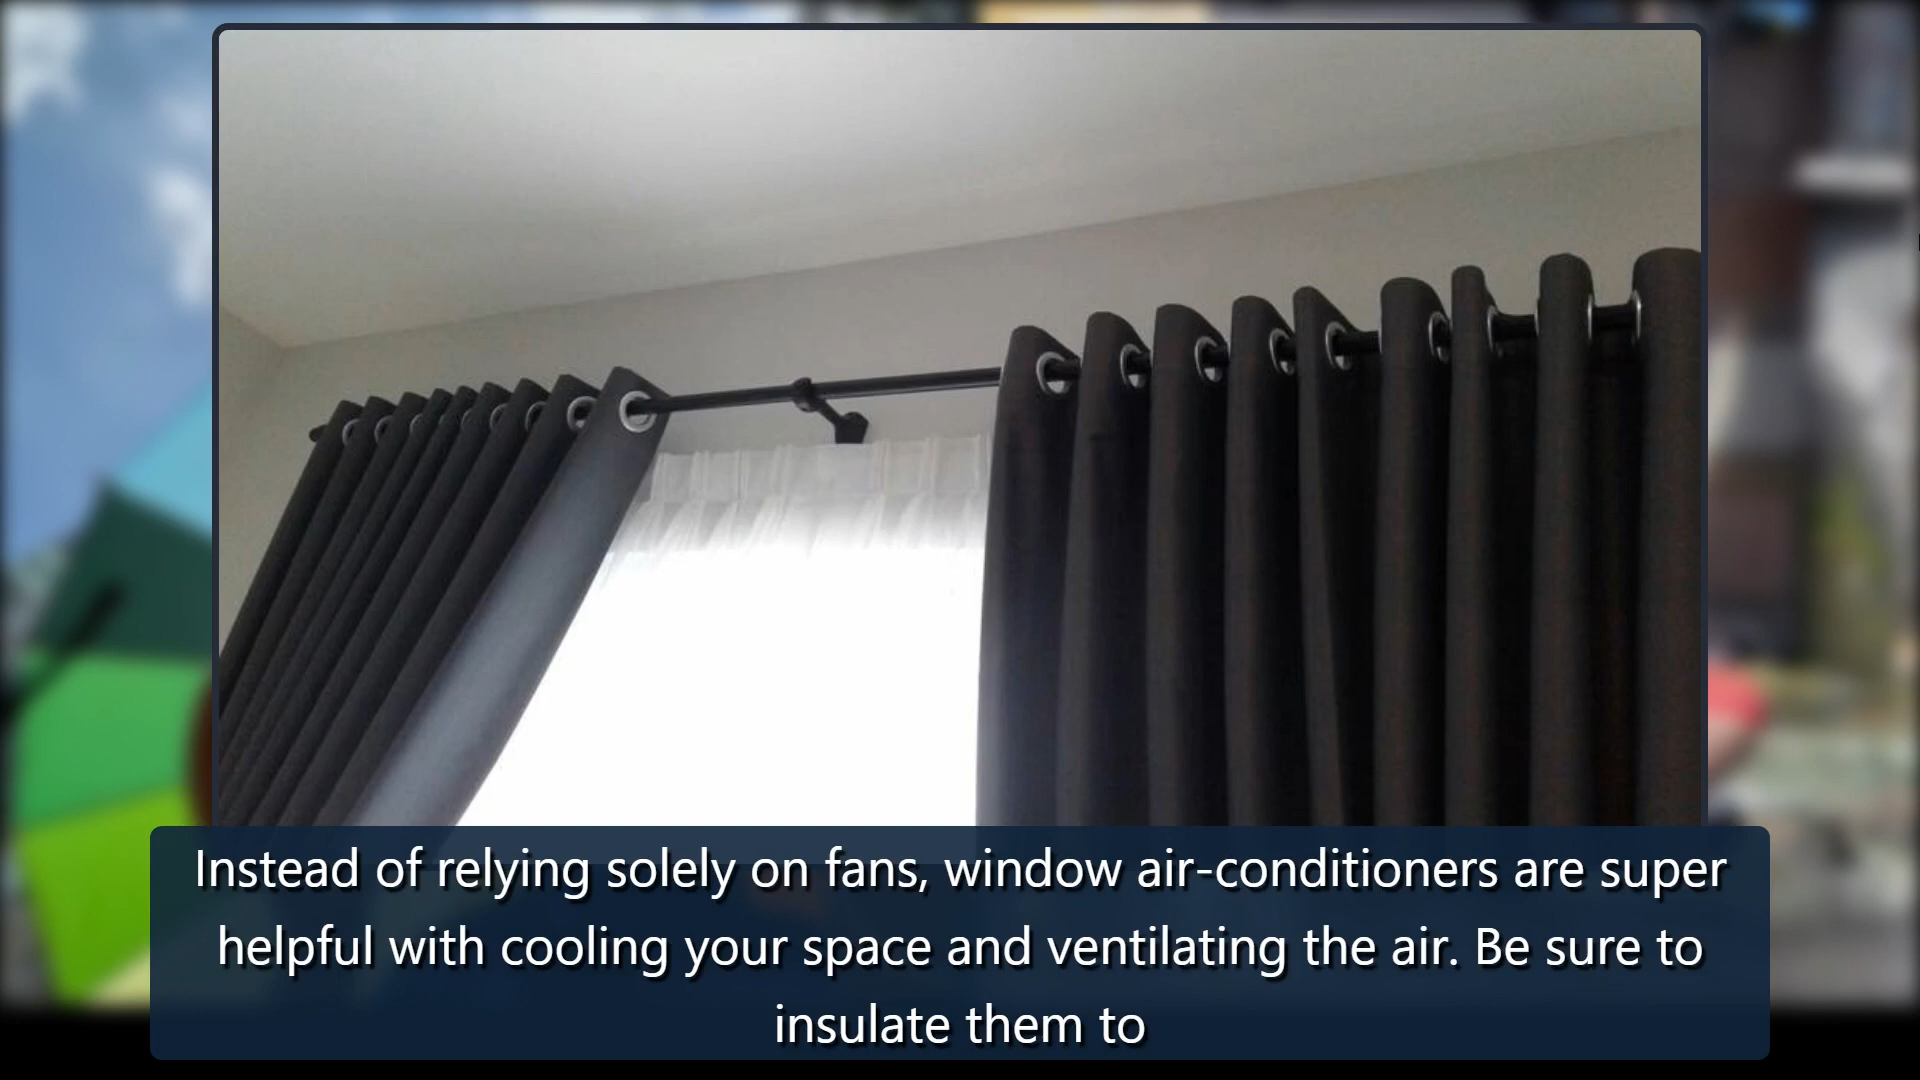 Instead of relying solely on fans, window air-conditioners are super
helpful with cooling your space and ventilating the air. Be sure to
insulate them to